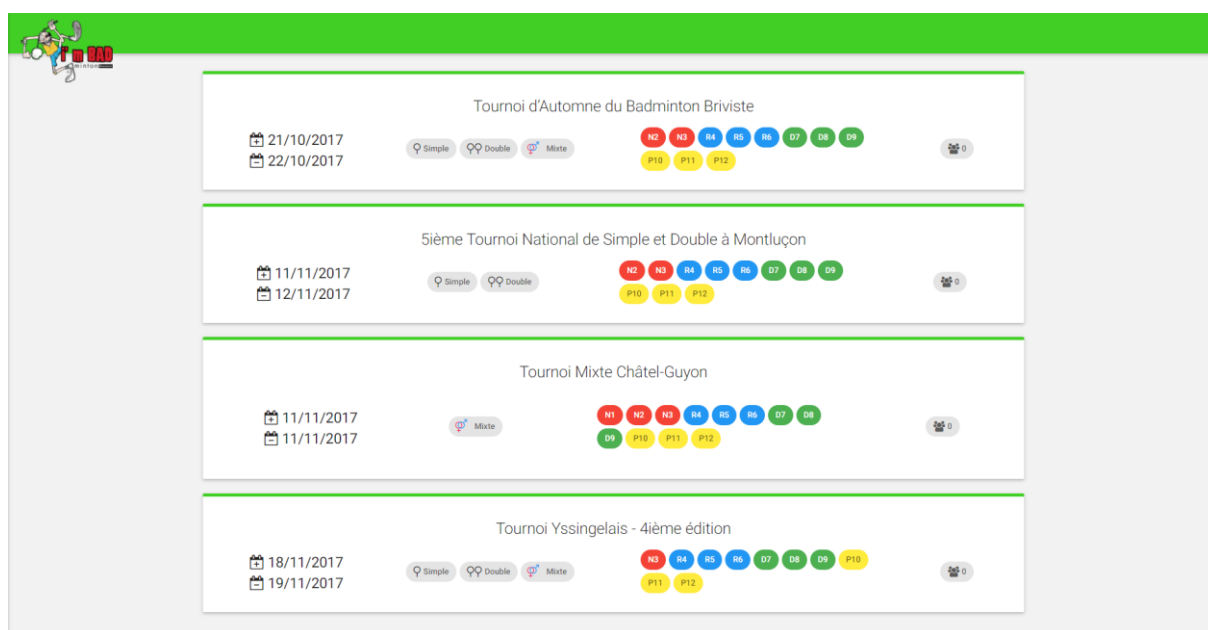 I'm BAD
minton
Tournoi d'Automne du Badminton Briviste
21/10/2017
22/10/2017
Simple Double Mixte
N2 N3 R4 R5 R6 D7 D8 D9
P10 P11 P12
0
5ième Tournoi National de Simple et Double à Montluçon
11/11/2017
12/11/2017
Simple Double
N2 N3 R4 R5 R6 D7 D8 D9
P10 P11 P12
0
Tournoi Mixte Châtel-Guyon
11/11/2017
11/11/2017
Mixte
N1 N2 N3 R4 R5 R6 D7 D8
D9 P10 P11 P12
0
Tournoi Yssingelais - 4ième édition
18/11/2017
19/11/2017
Simple Double Mixte
N3 R4 R5 R6 D7 D8 D9 P10
P11 P12
0